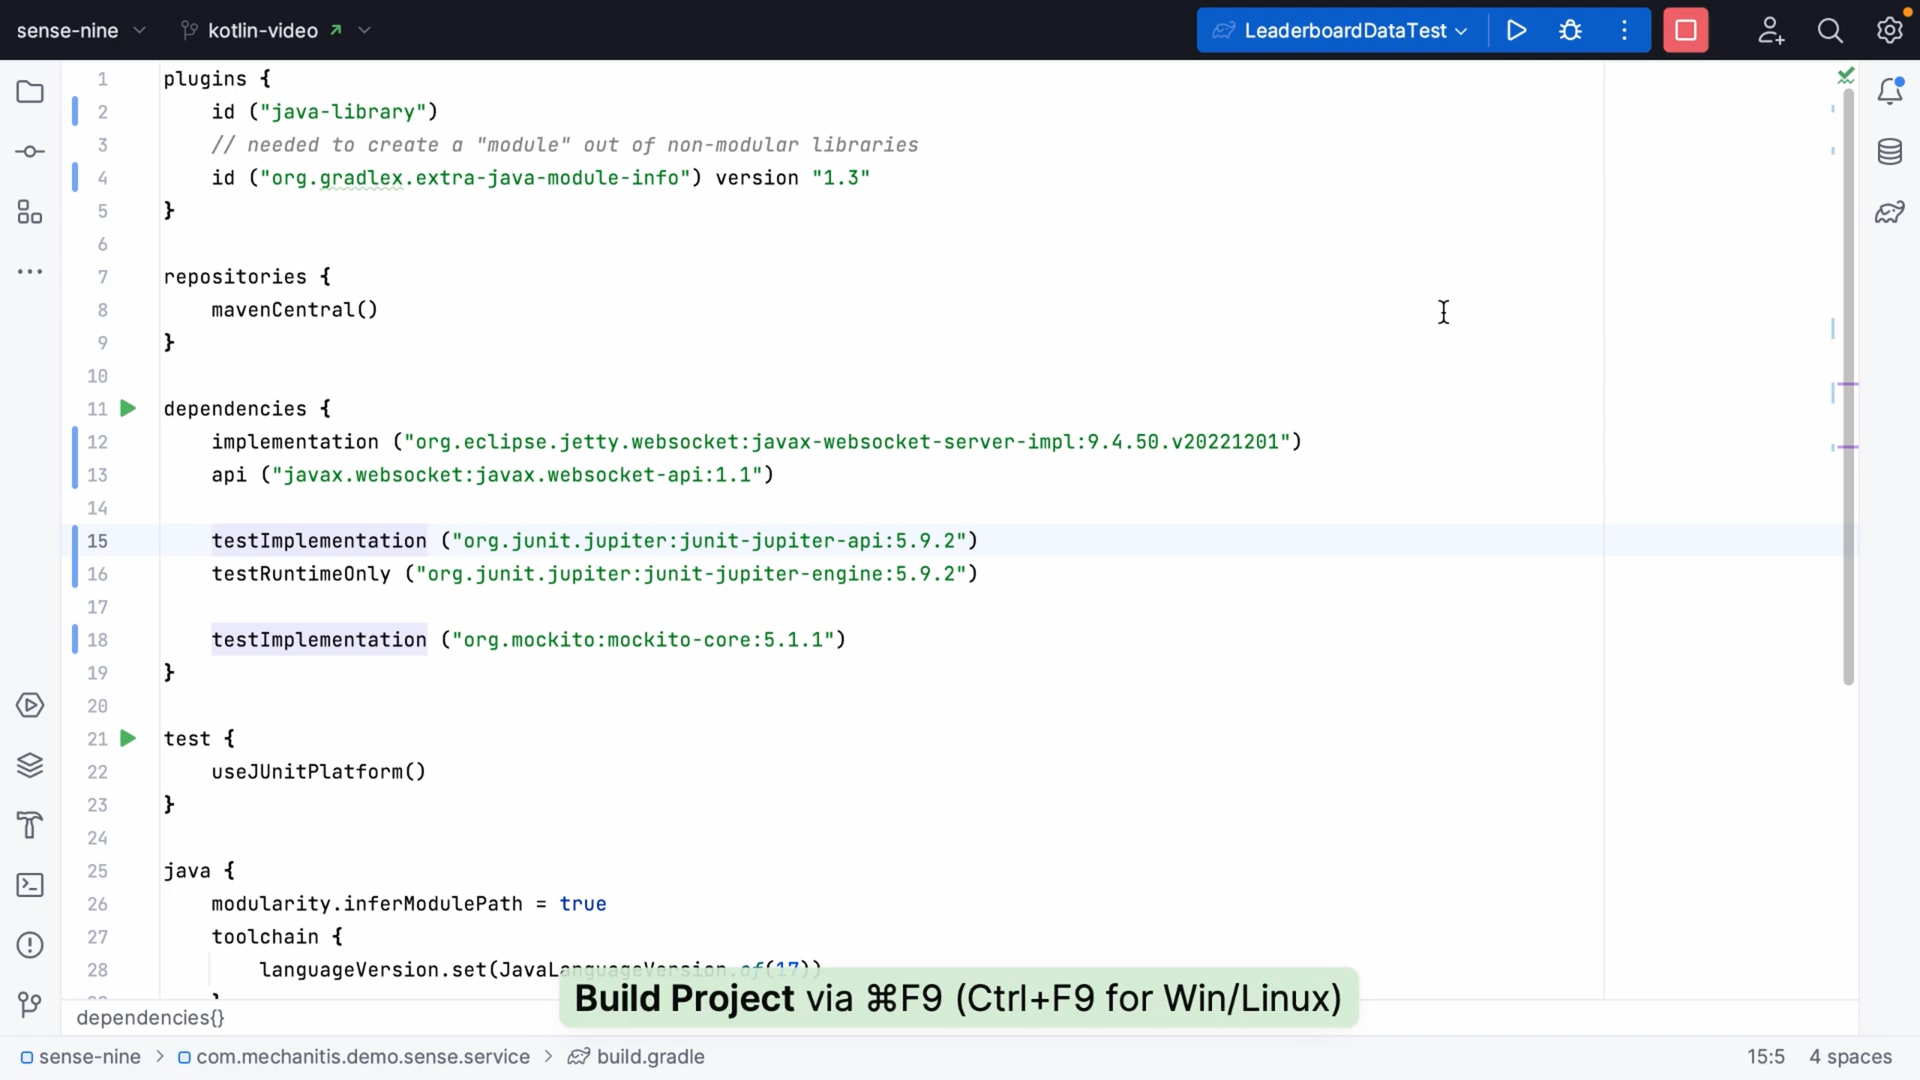 sense-nine
kotlin-video
LeaderboardDataTest
1 plugins {
2 id ("java-library")
3 // needed to create a "module" out of non-modular libraries
4 id ("org.gradlex.extra-java-module-info") version "1.3"
5 }
6
7 repositories {
8 mavenCentral()
9 }
10
11 dependencies {
12 implementation ("org.eclipse.jetty.websocket:javax-websocket-server-impl:9.4.50.v20221201")
13 api ("javax.websocket:javax.websocket-api:1.1")
14
15 testImplementation ("org.junit.jupiter:junit-jupiter-api:5.9.2")
16 testRuntimeOnly ("org.junit.jupiter:junit-jupiter-engine:5.9.2")
17
18 testImplementation ("org.mockito:mockito-core:5.1.1")
19 }
20
21 test {
22 useJUnitPlatform()
23 }
24
25 java {
26 modularity.inferModulePath = true
27 toolchain {
28 languageVersion.set(JavaLanguageVersion.of(17))
Build Project via ⌘F9 (Ctrl+F9 for Win/Linux)
dependencies{}
sense-nine > com.mechanitis.demo.sense.service > build.gradle
15:5 4 spaces